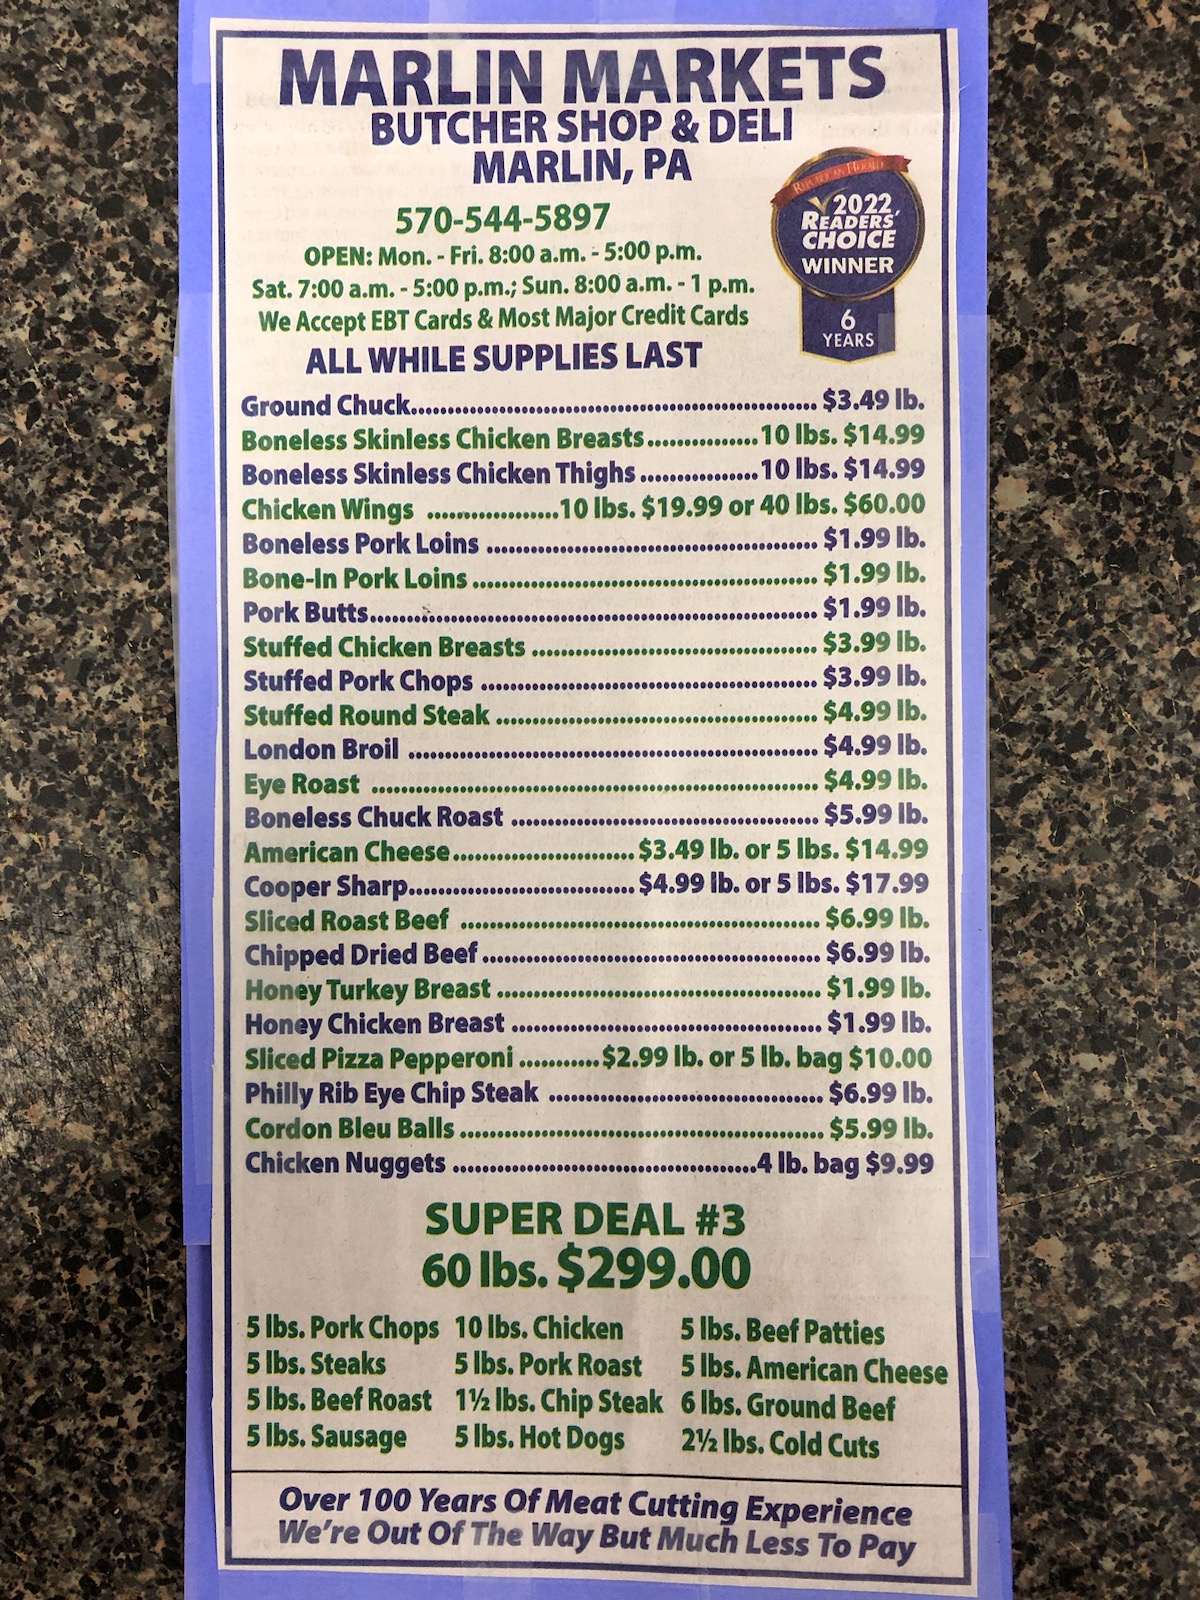 MARLIN MARKETS
BUTCHER SHOP & DELI
MARLIN, PA
570-544-5897
OPEN: Mon. - Fri. 8:00 a.m. - 5:00 p.m.
Sat. 7:00 a.m. - 5:00 p.m.; Sun. 8:00 a.m. - 1 p.m.
We Accept EBT Cards & Most Major Credit Cards
ALL WHILE SUPPLIES LAST
REPUBLICAN HERALD
2022
READERS'
CHOICE
WINNER
6
YEARS
Ground Chuck........ $3.49 lb.
Boneless Skinless Chicken Breasts........ 10 lbs. $14.99
Boneless Skinless Chicken Thighs ........ 10 lbs. $14.99
Chicken Wings ........ 10 lbs. $19.99 or 40 lbs. $60.00
Boneless Pork Loins ........ $1.99 lb.
Bone-In Pork Loins ........ $1.99 lb.
Pork Butts........ $1.99 lb.
Stuffed Chicken Breasts ........ $3.99 lb.
Stuffed Pork Chops ........ $3.99 lb.
Stuffed Round Steak ........ $4.99 lb.
London Broil ........ $4.99 lb.
Eye Roast ........ $4.99 lb.
Boneless Chuck Roast ........ $5.99 lb.
American Cheese........ $3.49 lb. or 5 lbs. $14.99
Cooper Sharp........ $4.99 lb. or 5 lbs. $17.99
Sliced Roast Beef ........ $6.99 lb.
Chipped Dried Beef........ $6.99 lb.
Honey Turkey Breast ........ $1.99 lb.
Honey Chicken Breast ........ $1.99 lb.
Sliced Pizza Pepperoni ........ $2.99 lb. or 5 lb. bag $10.00
Philly Rib Eye Chip Steak ........ $6.99 lb.
Cordon Bleu Balls ........ $5.99 lb.
Chicken Nuggets ........ 4 lb. bag $9.99
SUPER DEAL #3
60 lbs. $299.00
5 lbs. Pork Chops 10 lbs. Chicken 5 lbs. Beef Patties
5 lbs. Steaks 5 lbs. Pork Roast 5 lbs. American Cheese
5 lbs. Beef Roast 1½ lbs. Chip Steak 6 lbs. Ground Beef
5 lbs. Sausage 5 lbs. Hot Dogs 2½ lbs. Cold Cuts
Over 100 Years Of Meat Cutting Experience
We're Out Of The Way But Much Less To Pay